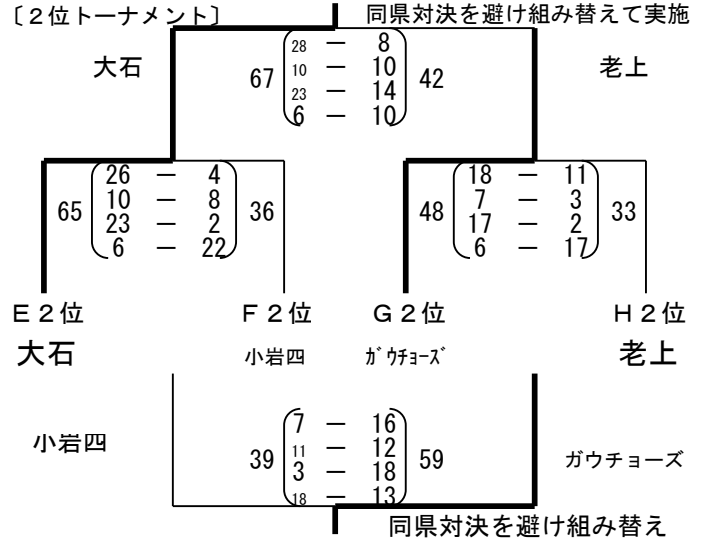 〔２位トーナメント〕 同県対決を避け組み替えて実施
大石 67 28 ― 8 42 老上
10 ― 10
23 ― 14
6 ― 10
65 26 ― 4 36
10 ― 8
23 ― 2
6 ― 22
48 18 ― 11 33
7 ― 3
17 ― 2
6 ― 17
Ｅ２位 Ｆ２位 Ｇ２位 Ｈ２位
大石 小岩四 ｶﾞｳﾁｮｰｽﾞ 老上
小岩四 39 7 ― 16 59 ガウチョーズ
11 ― 12
3 ― 18
18 ― 13
同県対決を避け組み替え